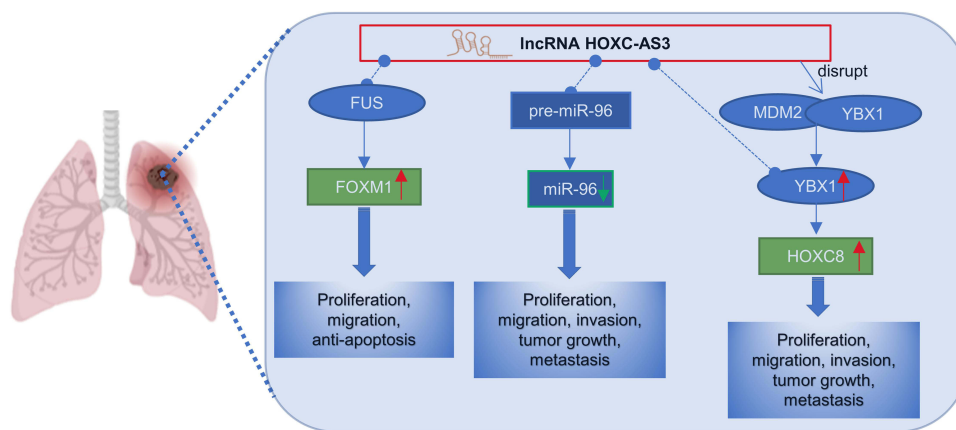 lncRNA HOXC-AS3
disrupt
FUS
pre-miR-96
MDM2
YBX1
FOXM1
miR-96
YBX1
HOXC8
Proliferation,
migration,
anti-apoptosis
Proliferation,
migration, invasion,
tumor growth,
metastasis
Proliferation,
migration, invasion,
tumor growth,
metastasis